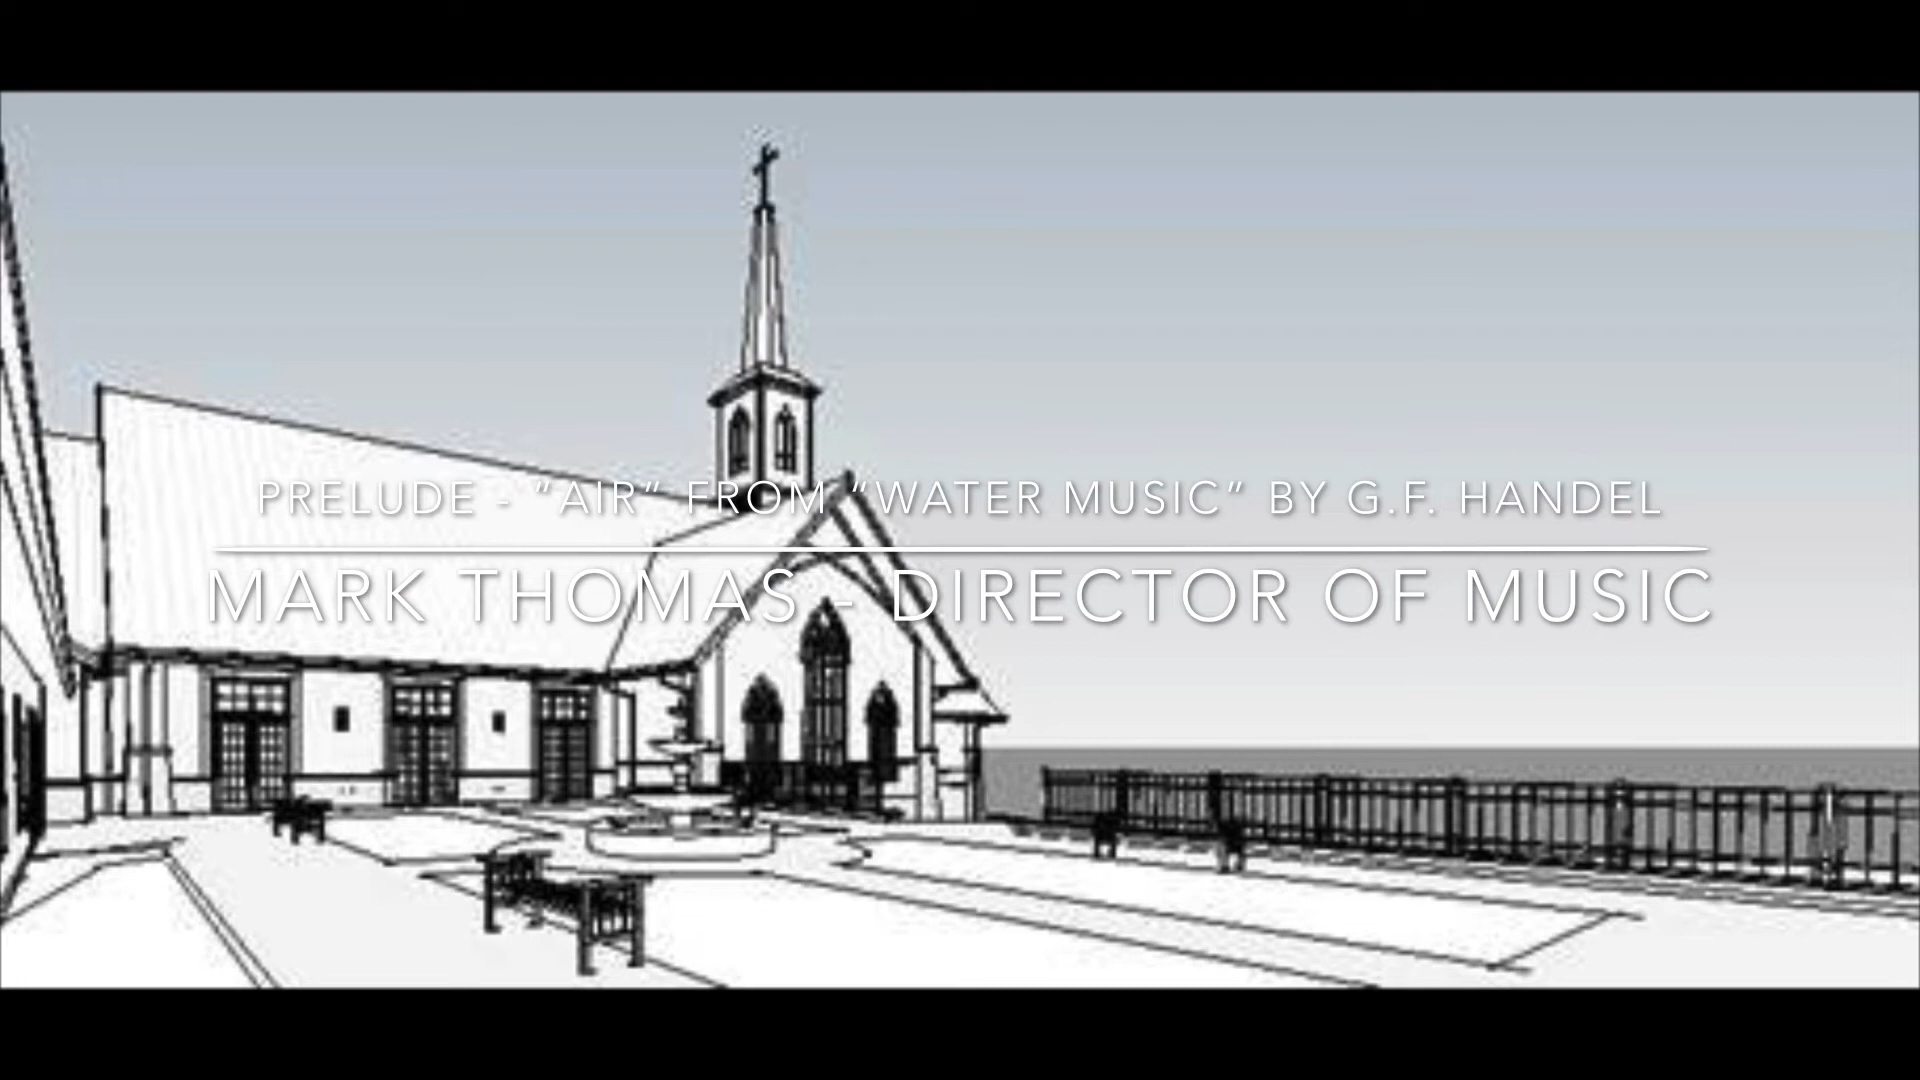 PRELUDE - “AIR” FROM “WATER MUSIC” BY G.F. HANDEL
MARK THOMAS - DIRECTOR OF MUSIC